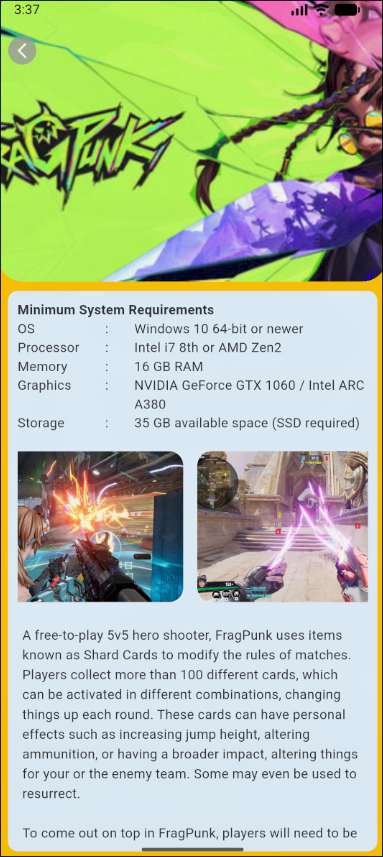 3:37
FRAGPUNK
Minimum System Requirements
OS : Windows 10 64-bit or newer
Processor : Intel i7 8th or AMD Zen2
Memory : 16 GB RAM
Graphics : NVIDIA GeForce GTX 1060 / Intel ARC
A380
Storage : 35 GB available space (SSD required)
A free-to-play 5v5 hero shooter, FragPunk uses items
known as Shard Cards to modify the rules of matches.
Players collect more than 100 different cards, which
can be activated in different combinations, changing
things up each round. These cards can have personal
effects such as increasing jump height, altering
ammunition, or having a broader impact, altering things
for your or the enemy team. Some may even be used to
resurrect.
To come out on top in FragPunk, players will need to be